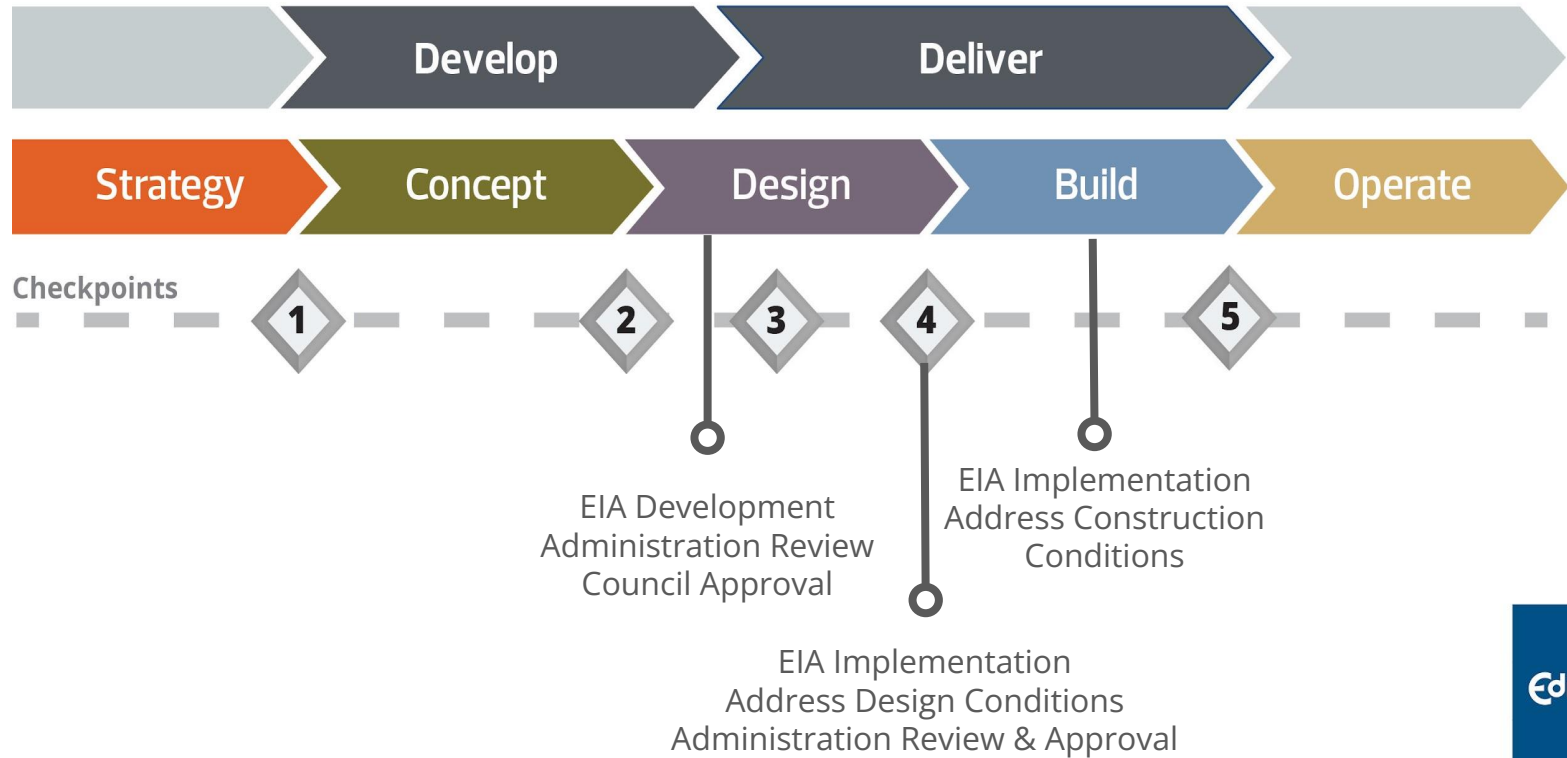 Develop
Deliver
Strategy
Concept
Design
Build
Operate
Checkpoints
1
2
3
4
5
EIA Development
Administration Review
Council Approval
EIA Implementation
Address Construction
Conditions
EIA Implementation
Address Design Conditions
Administration Review & Approval
Ed